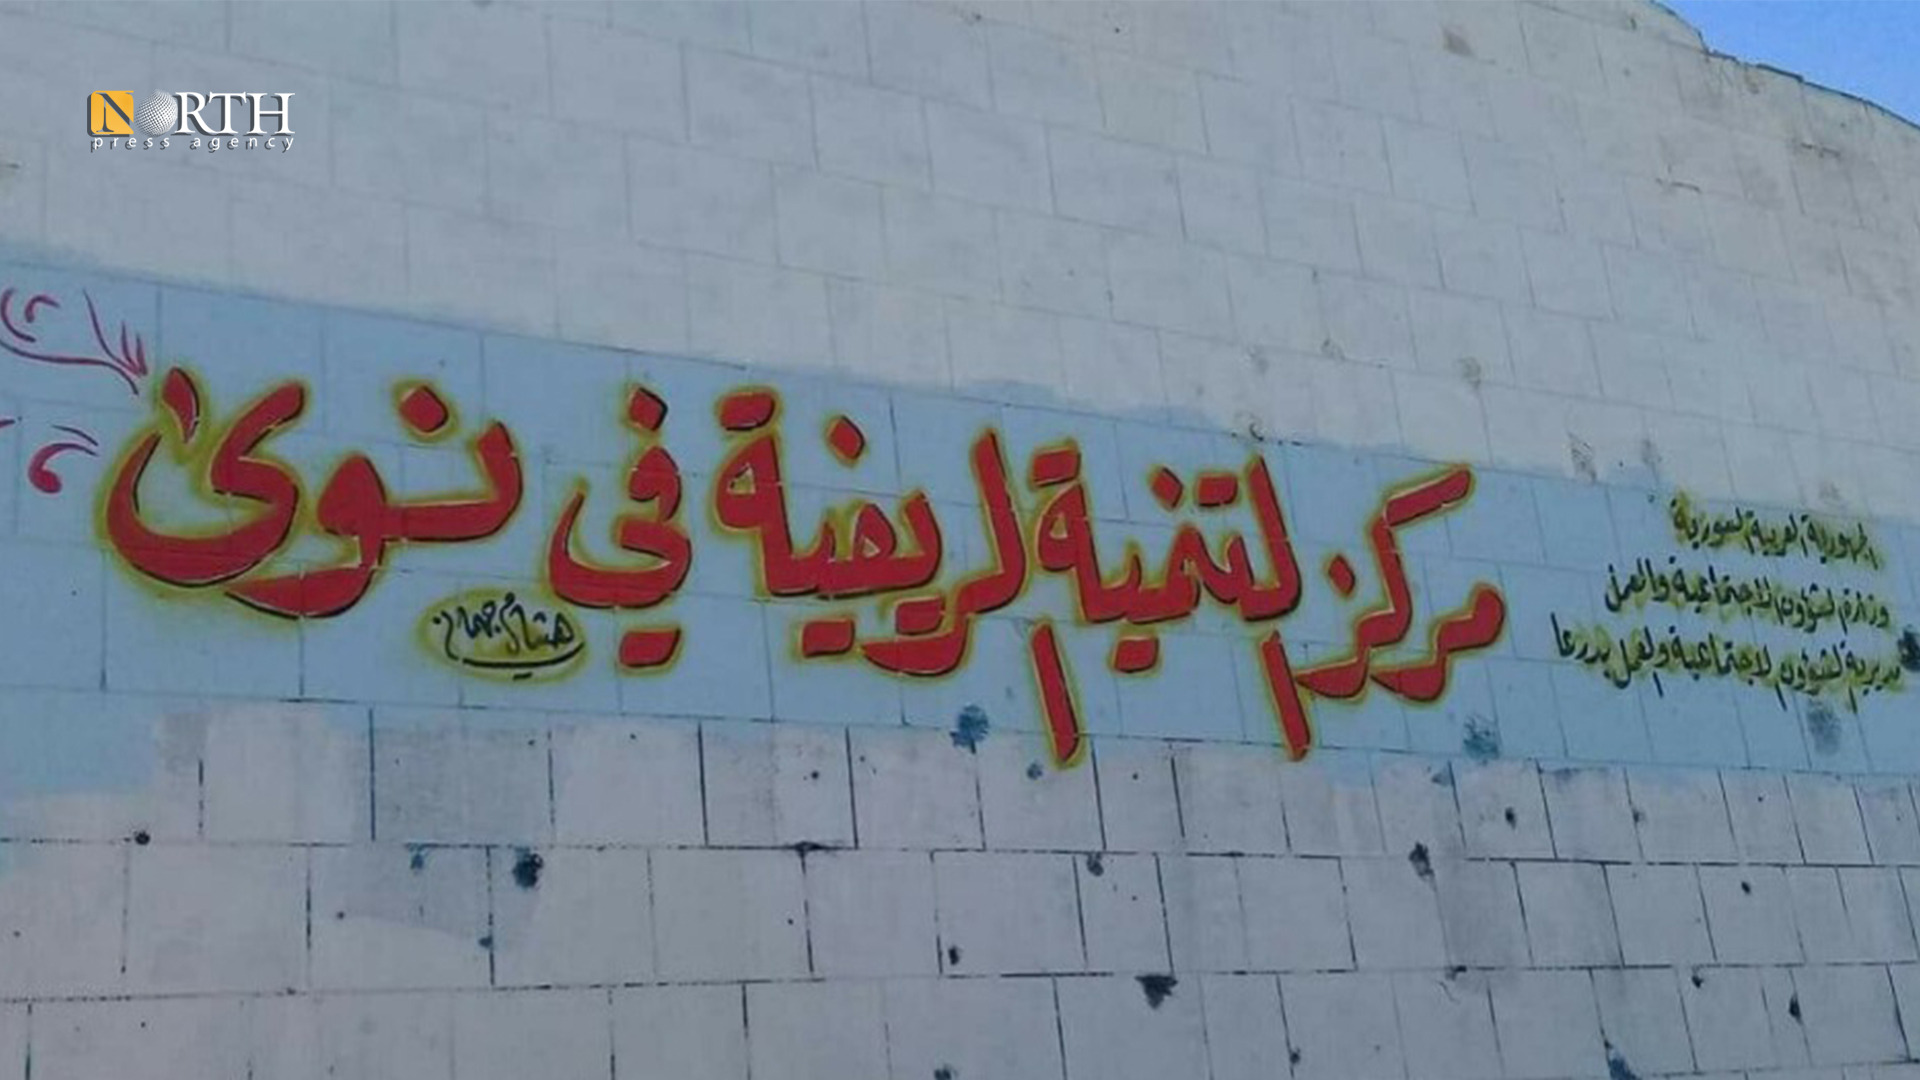 NORTH
press agency
الجمهورية العربية السورية
وزارة الشؤون الاجتماعية والعمل
مديرية الشؤون الاجتماعية والعمل بدرعا
مركز التنمية الريفية في نوى
هشام